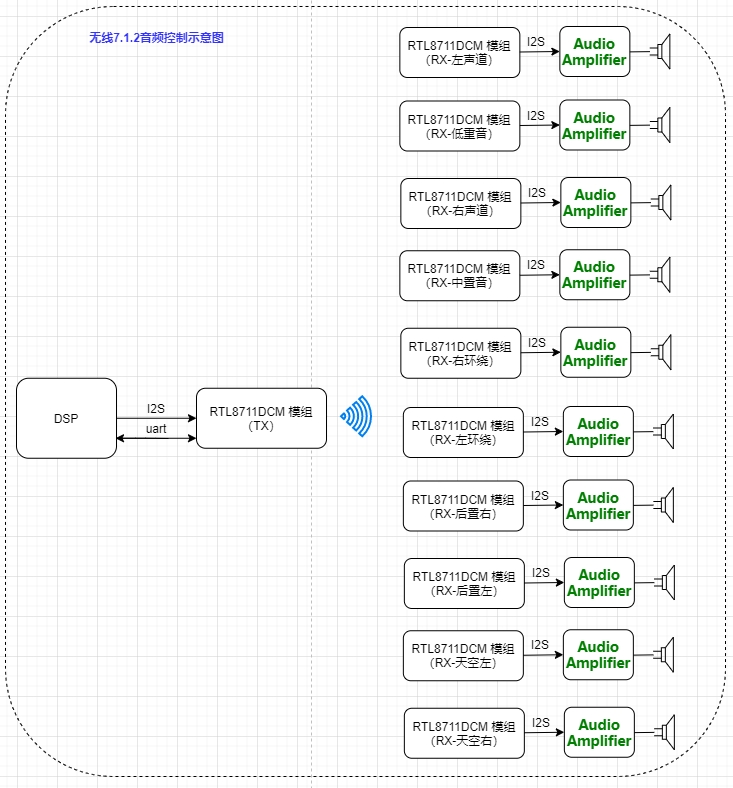 无线7.1.2音频控制示意图
RTL8711DCM 模组
(RX-左声道)
I2S
Audio
Amplifier
RTL8711DCM 模组
(RX-低重音)
I2S
Audio
Amplifier
RTL8711DCM 模组
(RX-右声道)
I2S
Audio
Amplifier
RTL8711DCM 模组
(RX-中置音)
I2S
Audio
Amplifier
RTL8711DCM 模组
(RX-右环绕)
I2S
Audio
Amplifier
DSP
I2S
uart
RTL8711DCM 模组
(TX)
RTL8711DCM 模组
(RX-左环绕)
I2S
Audio
Amplifier
RTL8711DCM 模组
(RX-后置右)
I2S
Audio
Amplifier
RTL8711DCM 模组
(RX-后置左)
I2S
Audio
Amplifier
RTL8711DCM 模组
(RX-天空左)
I2S
Audio
Amplifier
RTL8711DCM 模组
(RX-天空右)
I2S
Audio
Amplifier